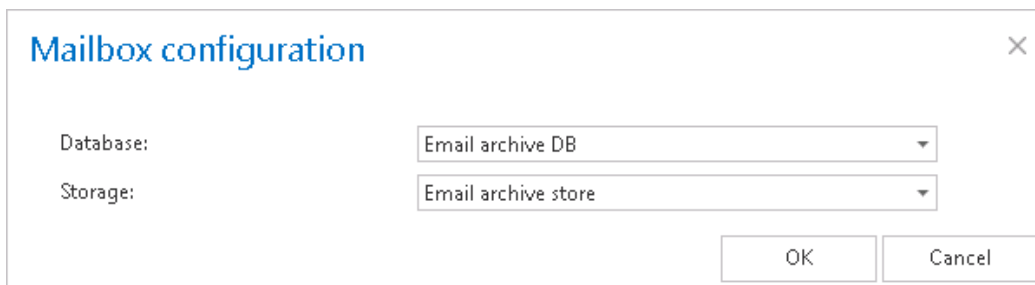 Mailbox configuration
Database: Email archive DB
Storage: Email archive store
OK Cancel